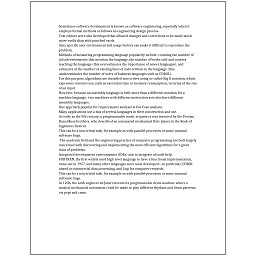 Sometimes software development is known as software engineering, especially when it
employs formal methods or follows an engineering design process.
Text editors were also developed that allowed changes and corrections to be made much
more easily than with punched cards.
Also, specific user environment and usage history can make it difficult to reproduce the
problem.
Methods of measuring programming language popularity include: counting the number of
job advertisements that mention the language, the number of books sold and courses
teaching the language (this overestimates the importance of newer languages), and
estimates of the number of existing lines of code written in the language (this
underestimates the number of users of business languages such as COBOL).
For this purpose, algorithms are classified into orders using so-called Big O notation, which
expresses resource use, such as execution time or memory consumption, in terms of the size
of an input.
However, because an assembly language is little more than a different notation for a
machine language, two machines with different instruction sets also have different
assembly languages.
One approach popular for requirements analysis is Use Case analysis.
Many applications use a mix of several languages in their construction and use.
As early as the 9th century, a programmable music sequencer was invented by the Persian
Banu Musa brothers, who described an automated mechanical flute player in the Book of
Ingenious Devices.
This can be a non-trivial task, for example as with parallel processes or some unusual
software bugs.
The academic field and the engineering practice of computer programming are both largely
concerned with discovering and implementing the most efficient algorithms for a given
class of problems.
Integrated development environments (IDEs) aim to integrate all such help.
FORTRAN, the first widely used high-level language to have a functional implementation,
came out in 1957, and many other languages were soon developed—in particular, COBOL
aimed at commercial data processing, and Lisp for computer research.
This can be a non-trivial task, for example as with parallel processes or some unusual
software bugs.
In 1206, the Arab engineer Al-Jazari invented a programmable drum machine where a
musical mechanical automaton could be made to play different rhythms and drum patterns,
via pegs and cams.